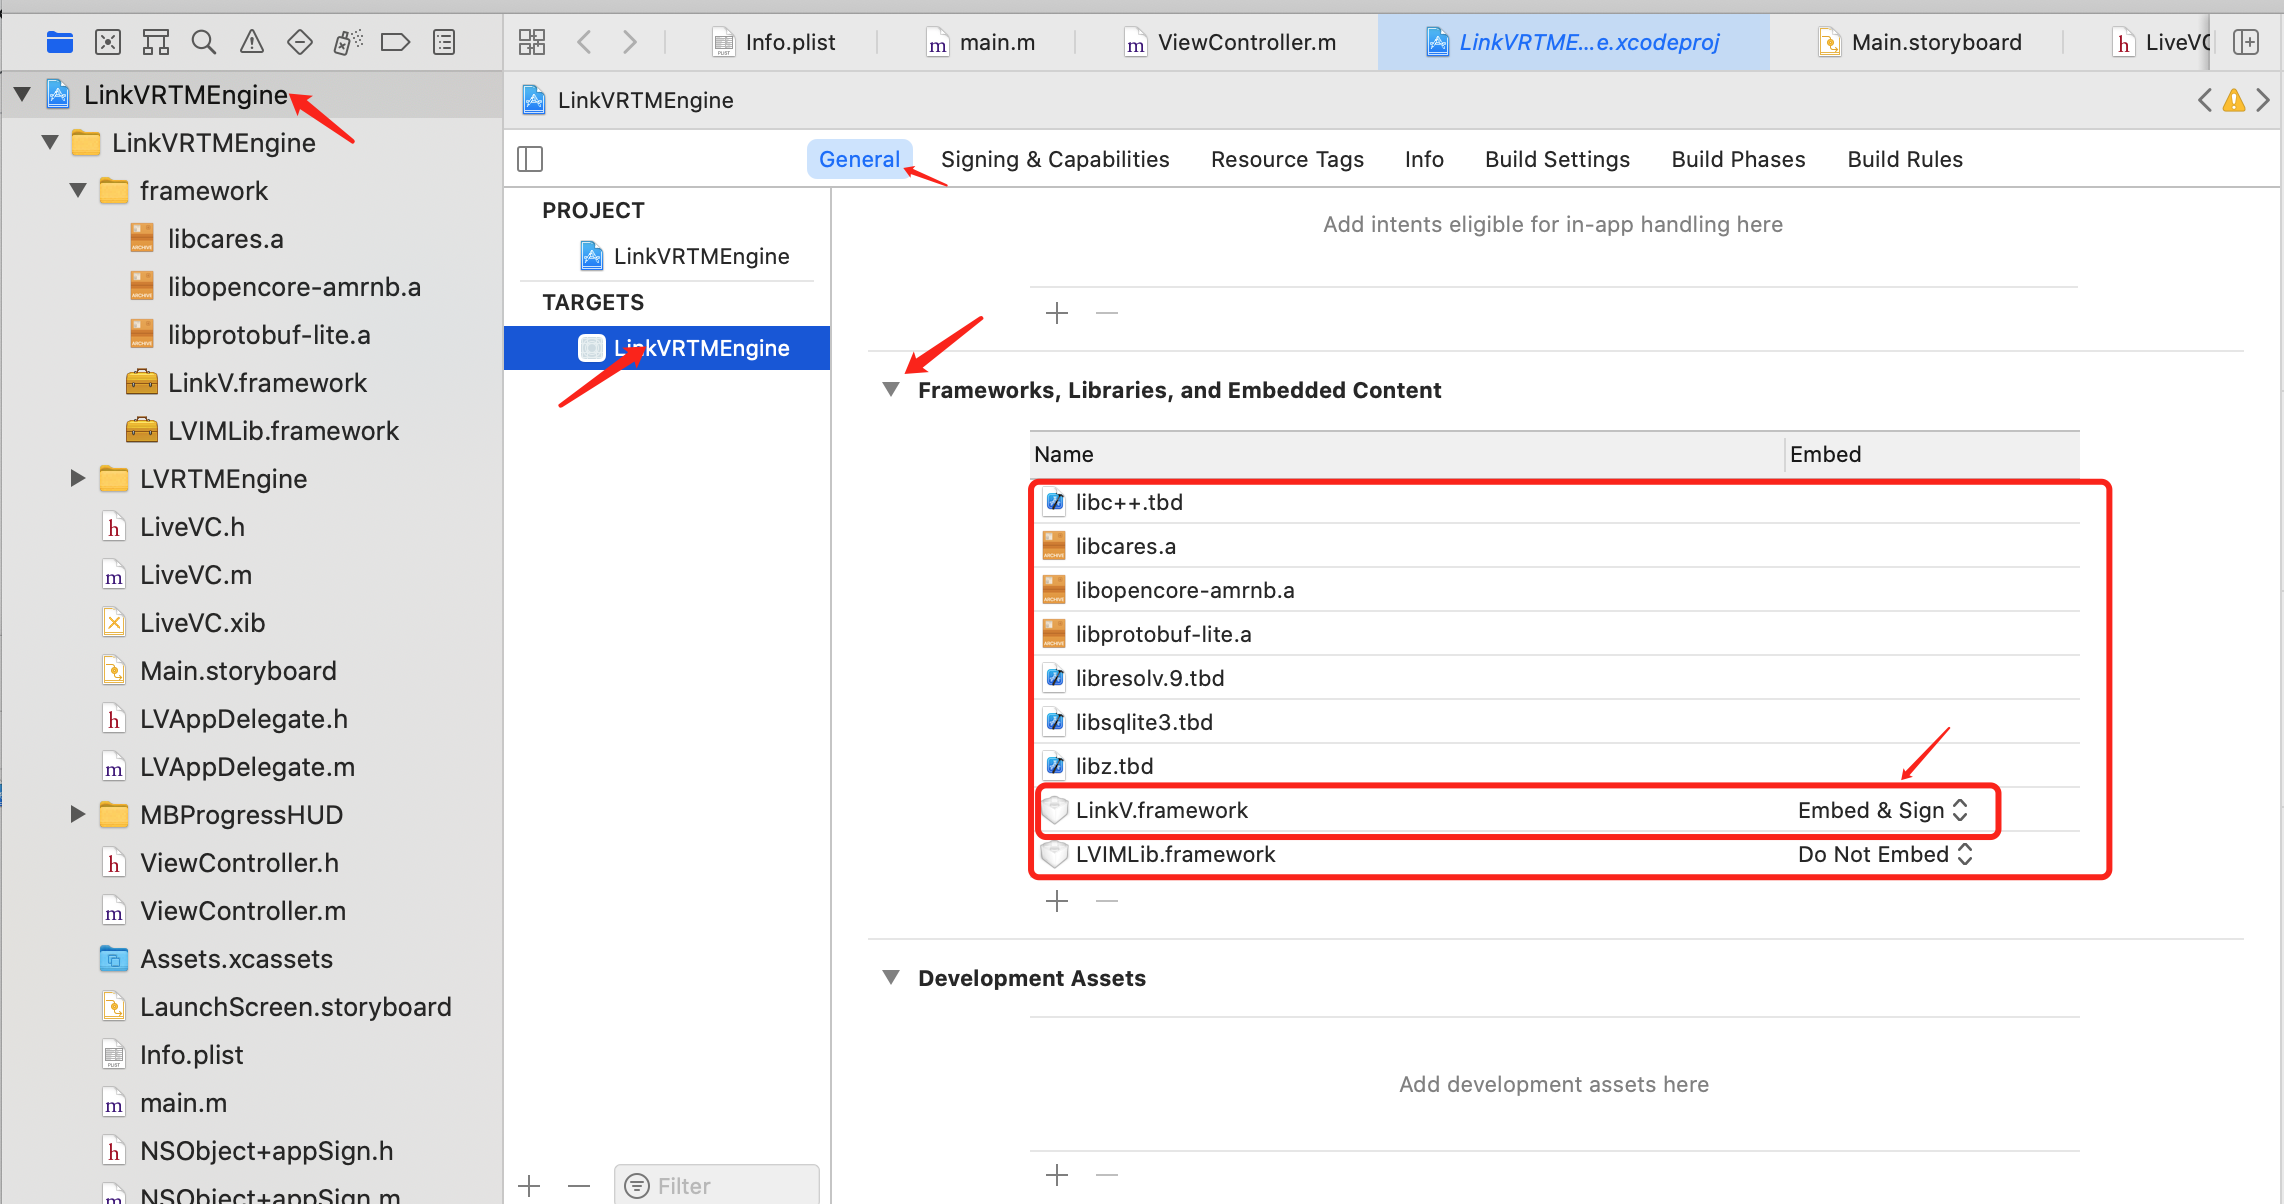 Info.plist
main.m
ViewController.m
LinkVRTME...e.xcodeproj
Main.storyboard
LiveVC
LinkVRTMEngine
LinkVRTMEngine
framework
libcares.a
libopencore-amrnb.a
libprotobuf-lite.a
LinkV.framework
LVIMLib.framework
LVRTMEngine
LiveVC.h
LiveVC.m
LiveVC.xib
Main.storyboard
LVAppDelegate.h
LVAppDelegate.m
MBProgressHUD
ViewController.h
ViewController.m
Assets.xcassets
LaunchScreen.storyboard
Info.plist
main.m
NSObject+appSign.h
NSObject+appSign.m
LinkVRTMEngine
General
Signing & Capabilities
Resource Tags
Info
Build Settings
Build Phases
Build Rules
PROJECT
LinkVRTMEngine
TARGETS
LinkVRTMEngine
Filter
Add intents eligible for in-app handling here
Frameworks, Libraries, and Embedded Content
Name Embed
libc++.tbd
libcares.a
libopencore-amrnb.a
libprotobuf-lite.a
libresolv.9.tbd
libsqlite3.tbd
libz.tbd
LinkV.framework Embed & Sign
LVIMLib.framework Do Not Embed
Development Assets
Add development assets here